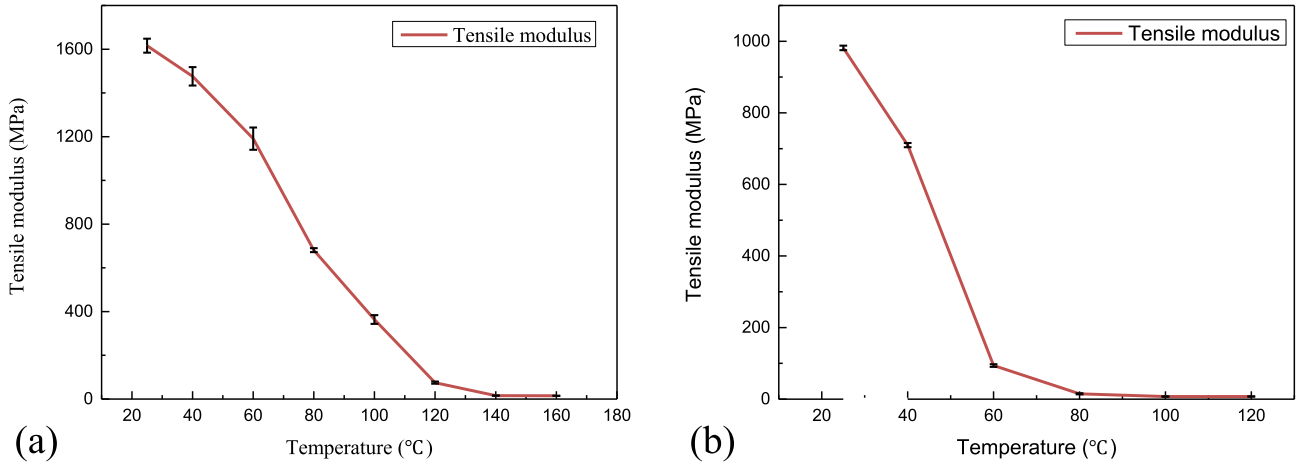 Tensile modulus
1600
1200
800
400
0
Tensile modulus (MPa)
20 40 60 80 100 120 140 160 180
Temperature (℃)
(a)
Tensile modulus
1000
800
600
400
200
0
Tensile modulus (MPa)
20 40 60 80 100 120
Temperature (℃)
(b)